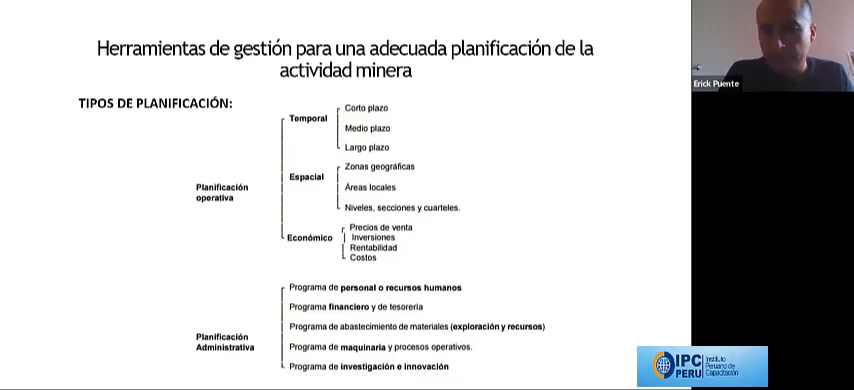 Herramientas de gestión para una adecuada planificación de la
actividad minera
TIPOS DE PLANIFICACIÓN:
Planificación
operativa
Temporal
Corto plazo
Medio plazo
Largo plazo
Espacial
Zonas geográficas
Áreas locales
Niveles, secciones y cuarteles.
Económico
Precios de venta
Inversiones
Rentabilidad
Costos
Planificación
Administrativa
Programa de personal o recursos humanos
Programa financiero y de tesorería
Programa de abastecimiento de materiales (exploración y recursos)
Programa de maquinaria y procesos operativos.
Programa de investigación e innovación
Erick Puente
IPC
PERU
Instituto
Peruano de
Capacitación